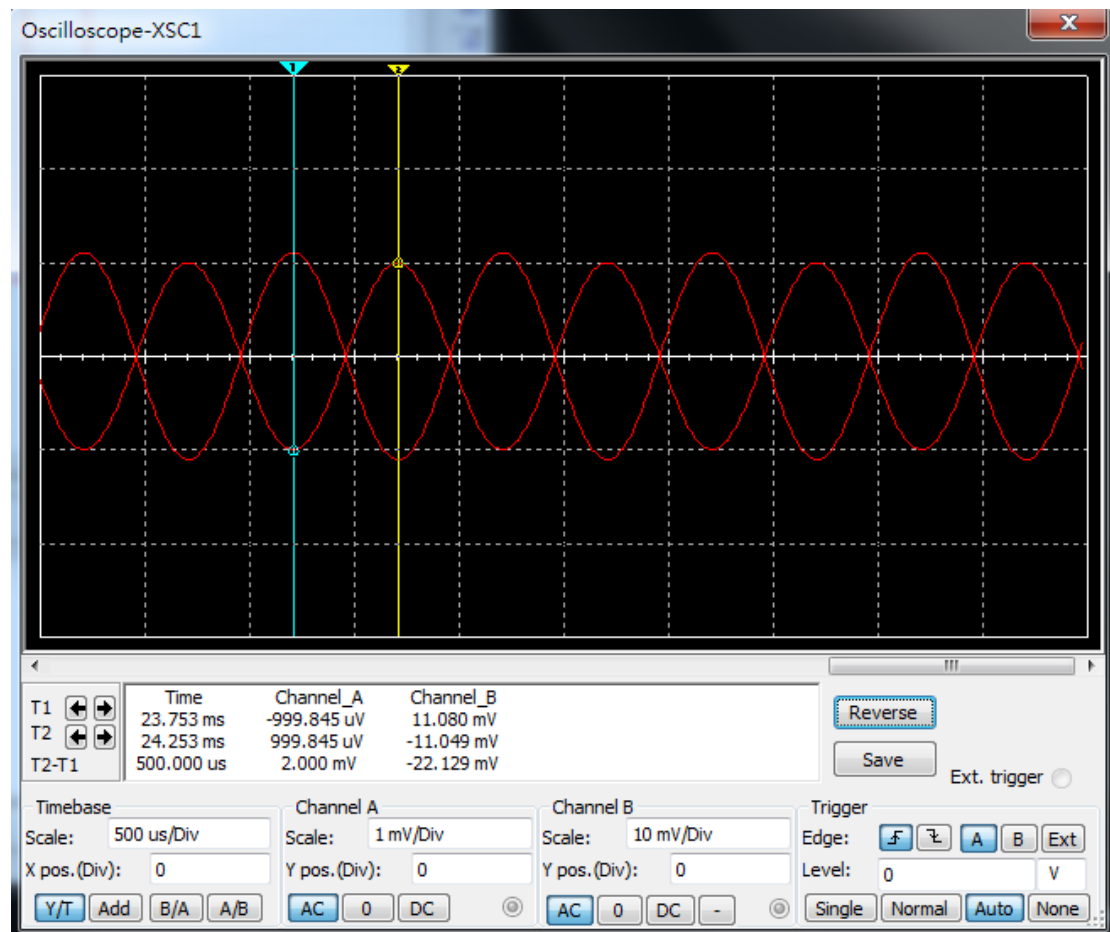 Oscilloscope-XSC1
1 2
Time Channel_A Channel_B
T1 23.753 ms -999.845 uV 11.080 mV
T2 24.253 ms 999.845 uV -11.049 mV
T2-T1 500.000 us 2.000 mV -22.129 mV
Reverse
Save
Ext. trigger
Timebase Channel A Channel B Trigger
Scale: 500 us/Div Scale: 1 mV/Div Scale: 10 mV/Div Edge: A B Ext
X pos.(Div): 0 Y pos.(Div): 0 Y pos.(Div): 0 Level: 0 V
Y/T Add B/A A/B AC 0 DC AC 0 DC - Single Normal Auto None